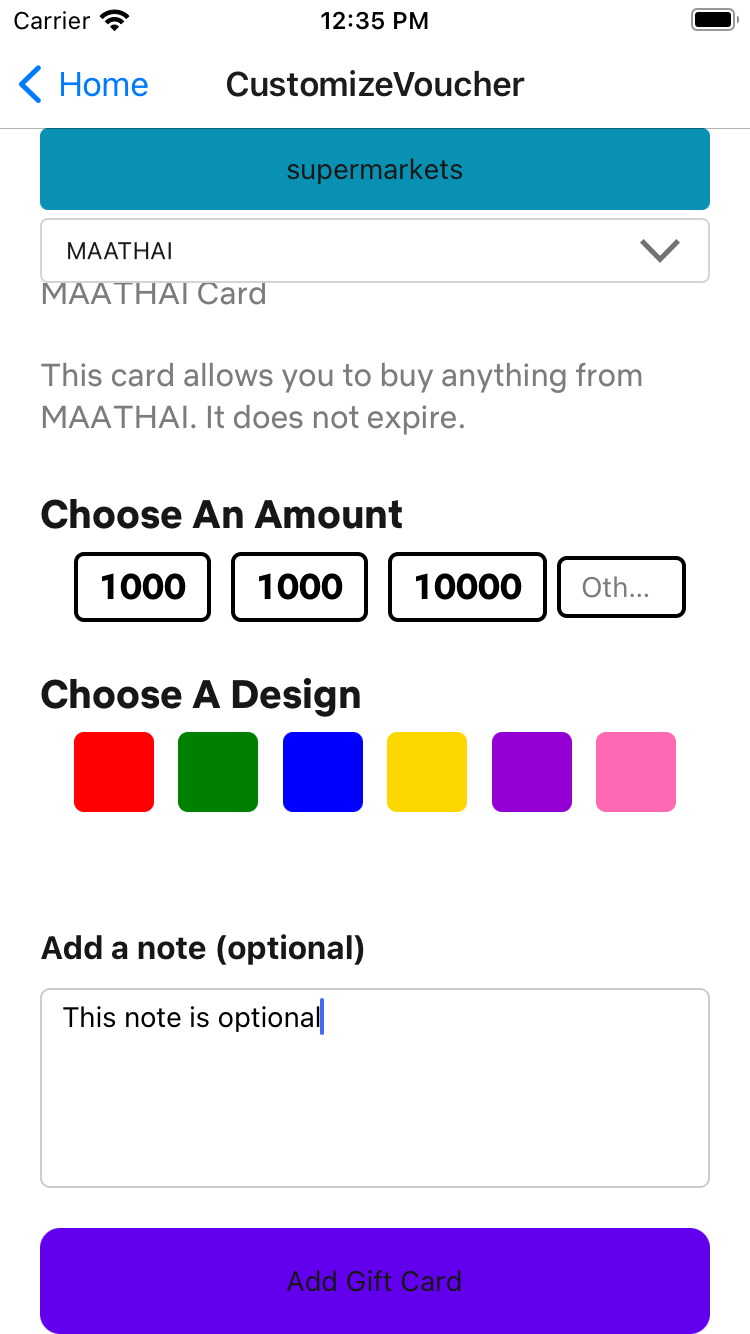 Carrier 12:35 PM
Home CustomizeVoucher
supermarkets
MAATHAI
MAATHAI Card
This card allows you to buy anything from
MAATHAI. It does not expire.
Choose An Amount
1000 1000 10000 Oth...
Choose A Design
Add a note (optional)
This note is optional
Add Gift Card